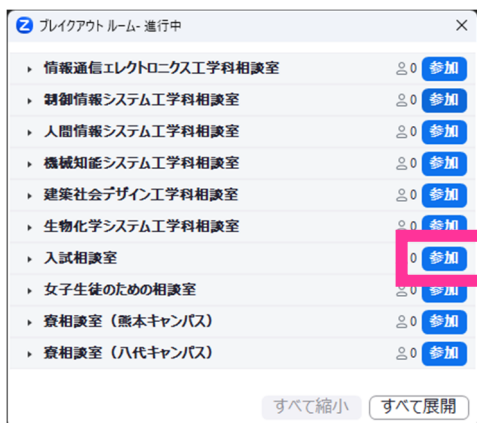 ブレイクアウト ルーム- 進行中
情報通信エレクトロニクス工学科相談室 0 参加
制御情報システム工学科相談室 0 参加
人間情報システム工学科相談室 0 参加
機械知能システム工学科相談室 0 参加
建築社会デザイン工学科相談室 0 参加
生物化学システム工学科相談室 0 参加
入試相談室 0 参加
女子生徒のための相談室 0 参加
寮相談室（熊本キャンパス） 0 参加
寮相談室（八代キャンパス） 0 参加
すべて縮小 すべて展開